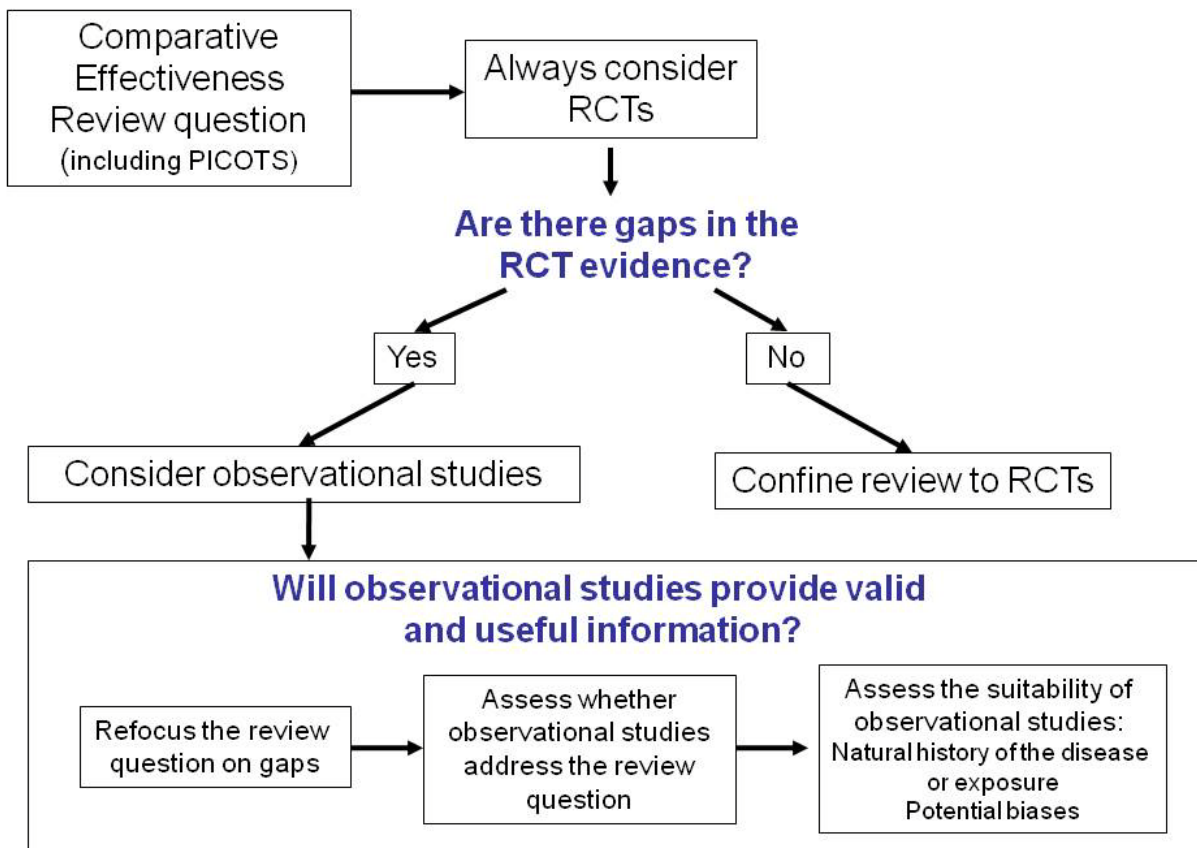 Comparative
Effectiveness
Review question
(including PICOTS)
Always consider
RCTs
Are there gaps in the
RCT evidence?
Yes
No
Consider observational studies
Confine review to RCTs
Will observational studies provide valid
and useful information?
Refocus the review
question on gaps
Assess whether
observational studies
address the review
question
Assess the suitability of
observational studies:
Natural history of the disease
or exposure
Potential biases